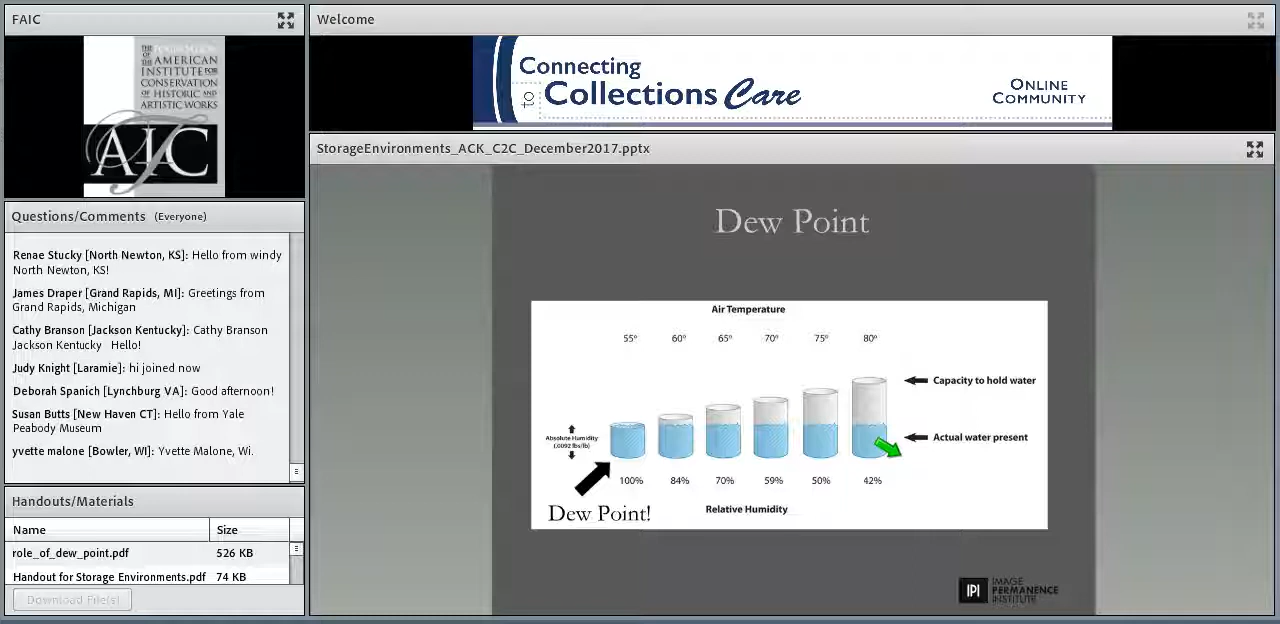 FAIC
THE FOUNDATION
OF THE AMERICAN
INSTITUTE FOR
CONSERVATION
OF HISTORIC AND
ARTISTIC WORKS
AIC
Questions/Comments (Everyone)
Renae Stucky [North Newton, KS]: Hello from windy
North Newton, KS!
James Draper [Grand Rapids, MI]: Greetings from
Grand Rapids, Michigan
Cathy Branson [Jackson Kentucky]: Cathy Branson
Jackson Kentucky Hello!
Judy Knight [Laramie]: hi joined now
Deborah Spanich [Lynchburg VA]: Good afternoon!
Susan Butts [New Haven CT]: Hello from Yale
Peabody Museum
yvette malone [Bowler, WI]: Yvette Malone, Wi.
Handouts/Materials
Name Size
role_of_dew_point.pdf 526 KB
Handout for Storage Environments.pdf 74 KB
Download File(s)
Welcome
Connecting
to Collections Care
ONLINE
COMMUNITY
StorageEnvironments_ACK_C2C_December2017.pptx
Dew Point
Air Temperature
55° 60° 65° 70° 75° 80°
Capacity to hold water
Absolute Humidity
(.0092 lbs/lb)
Actual water present
100% 84% 70% 59% 50% 42%
Dew Point!
Relative Humidity
IPI
IMAGE
PERMANENCE
INSTITUTE